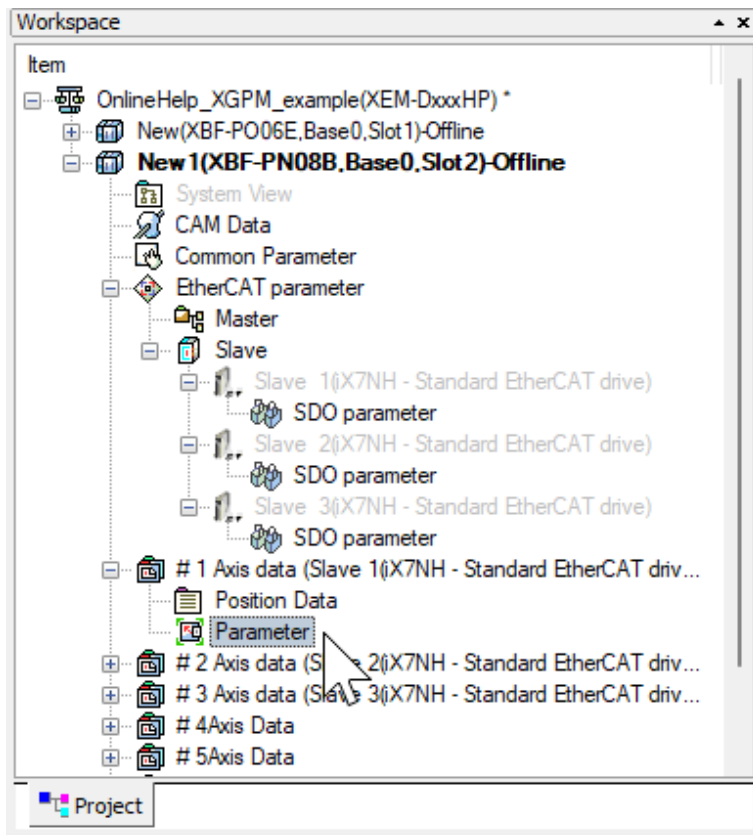 Workspace
Item
OnlineHelp_XGPM_example(XEM-DxxxHP) *
New(XBF-PO06E,Base0,Slot1)-Offline
New1(XBF-PN08B,Base0,Slot2)-Offline
System View
CAM Data
Common Parameter
EtherCAT parameter
Master
Slave
Slave 1(iX7NH - Standard EtherCAT drive)
SDO parameter
Slave 2(iX7NH - Standard EtherCAT drive)
SDO parameter
Slave 3(iX7NH - Standard EtherCAT drive)
SDO parameter
# 1 Axis data (Slave 1(iX7NH - Standard EtherCAT driv...
Position Data
Parameter
# 2 Axis data (Slave 2(iX7NH - Standard EtherCAT driv...
# 3 Axis data (Slave 3(iX7NH - Standard EtherCAT driv...
# 4Axis Data
# 5Axis Data
Project